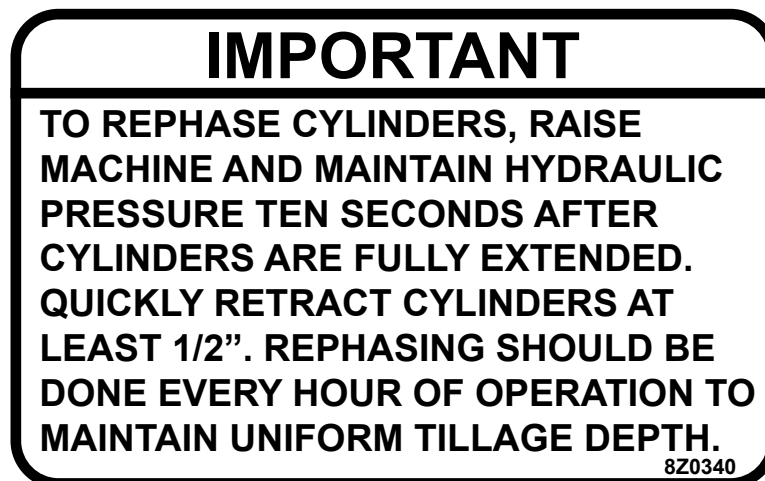 IMPORTANT
TO REPHASE CYLINDERS, RAISE
MACHINE AND MAINTAIN HYDRAULIC
PRESSURE TEN SECONDS AFTER
CYLINDERS ARE FULLY EXTENDED.
QUICKLY RETRACT CYLINDERS AT
LEAST 1/2”. REPHASING SHOULD BE
DONE EVERY HOUR OF OPERATION TO
MAINTAIN UNIFORM TILLAGE DEPTH.
8Z0340